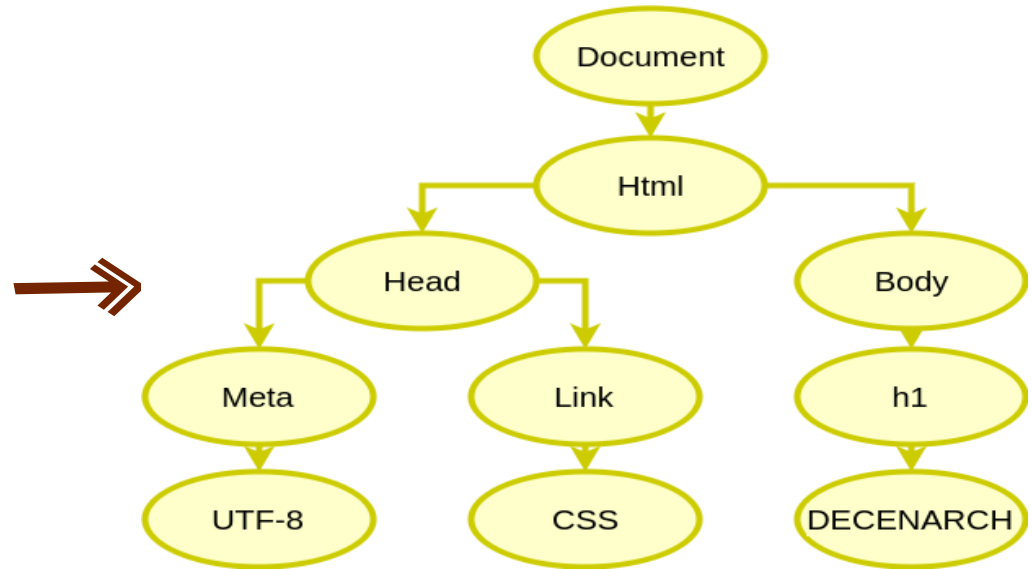 Document
Html
Head
Body
Meta
Link
h1
UTF-8
CSS
DECENARCH